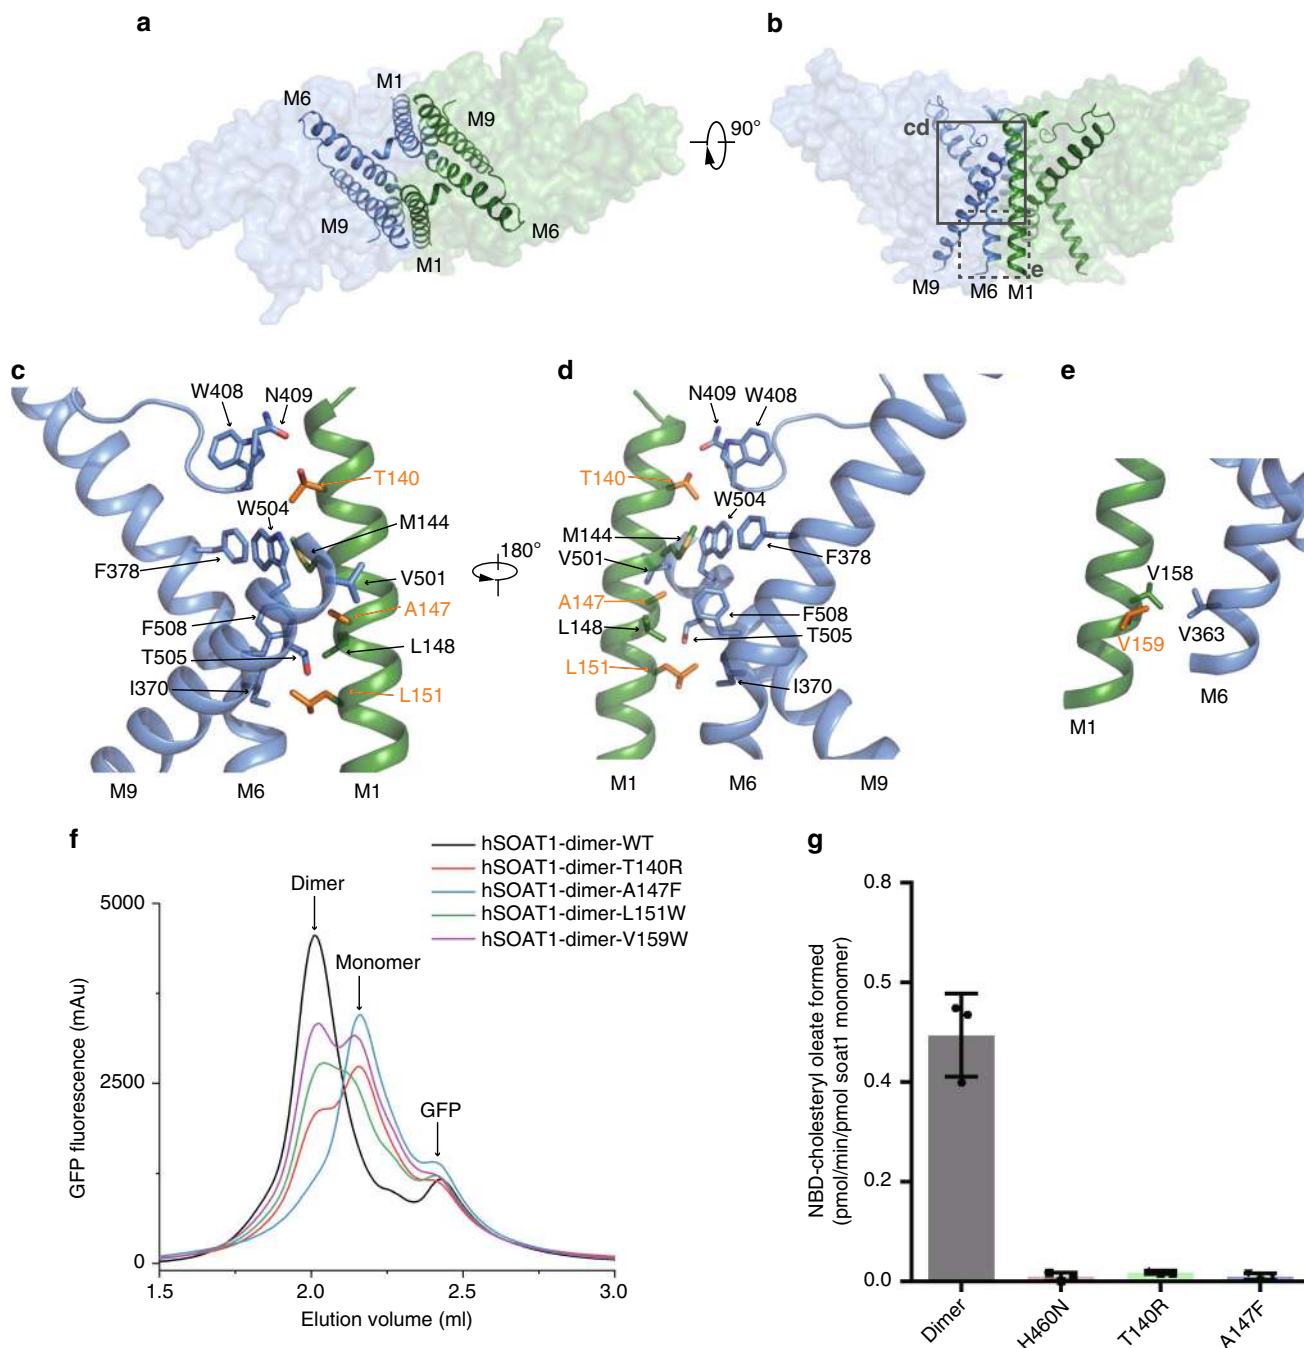 a
M1
M6
M9
M9
M6
M1
90°
b
cd
e
M9
M6
M1
c
W408
N409
T140
W504
M144
F378
V501
A147
F508
L148
T505
I370
L151
M9
M6
M1
180°
d
N409
W408
T140
W504
M144
V501
F378
A147
F508
L148
T505
L151
I370
M1
M6
M9
e
V158
V159
V363
M6
M1
f
hSOAT1-dimer-WT
hSOAT1-dimer-T140R
hSOAT1-dimer-A147F
hSOAT1-dimer-L151W
hSOAT1-dimer-V159W
Dimer
Monomer
GFP
5000
2500
0
GFP fluorescence (mAu)
1.5
2.0
2.5
3.0
Elution volume (ml)
g
NBD-cholesteryl oleate formed
(pmol/min/pmol soat1 monomer)
0.8
0.5
0.4
0.2
0.0
Dimer
H460N
T140R
A147F